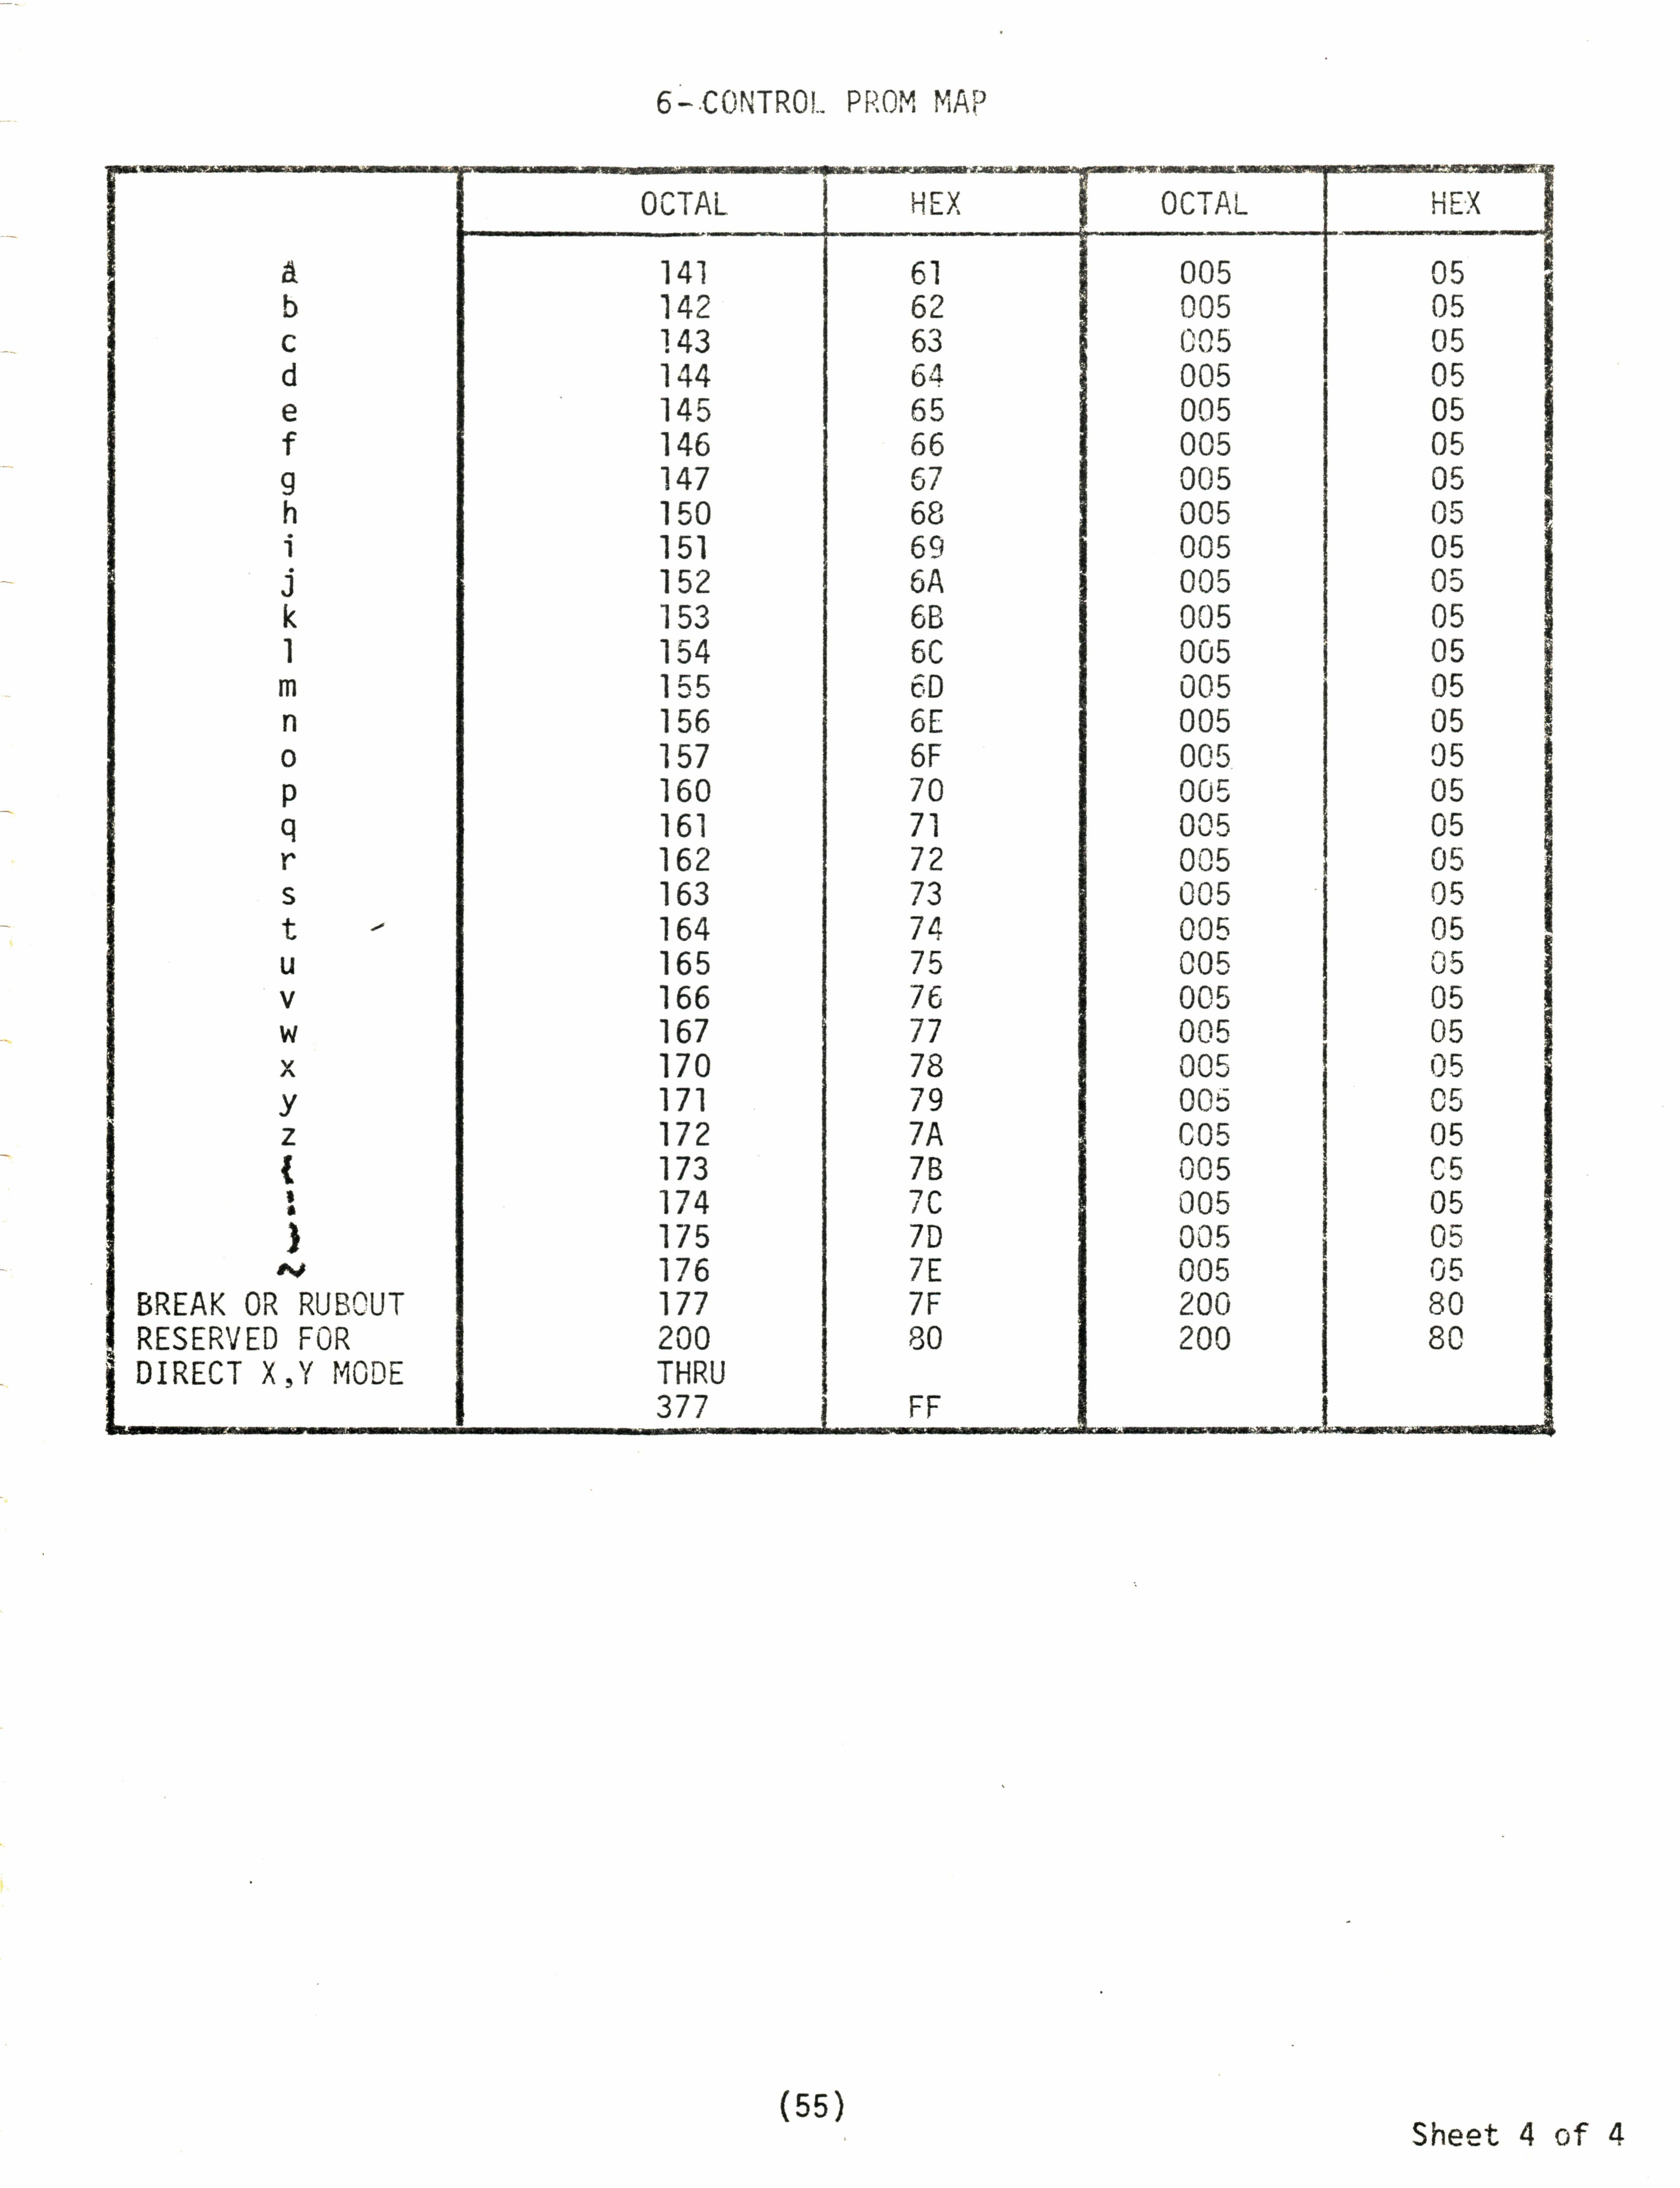 6-CONTROL PROM MAP
OCTAL HEX OCTAL HEX
a 141 61 005 05
b 142 62 005 05
c 143 63 005 05
d 144 64 005 05
e 145 65 005 05
f 146 66 005 05
g 147 67 005 05
h 150 68 005 05
i 151 69 005 05
j 152 6A 005 05
k 153 6B 005 05
l 154 6C 005 05
m 155 6D 005 05
n 156 6E 005 05
o 157 6F 005 05
p 160 70 005 05
q 161 71 005 05
r 162 72 005 05
s 163 73 005 05
t 164 74 005 05
u 165 75 005 05
v 166 76 005 05
w 167 77 005 05
x 170 78 005 05
y 171 79 005 05
z 172 7A 005 05
{ 173 7B 005 05
¦ 174 7C 005 05
} 175 7D 005 05
~ 176 7E 005 05
BREAK OR RUBOUT 177 7F 200 80
RESERVED FOR 200 80 200 80
DIRECT X,Y MODE THRU
377 FF
(55)
Sheet 4 of 4